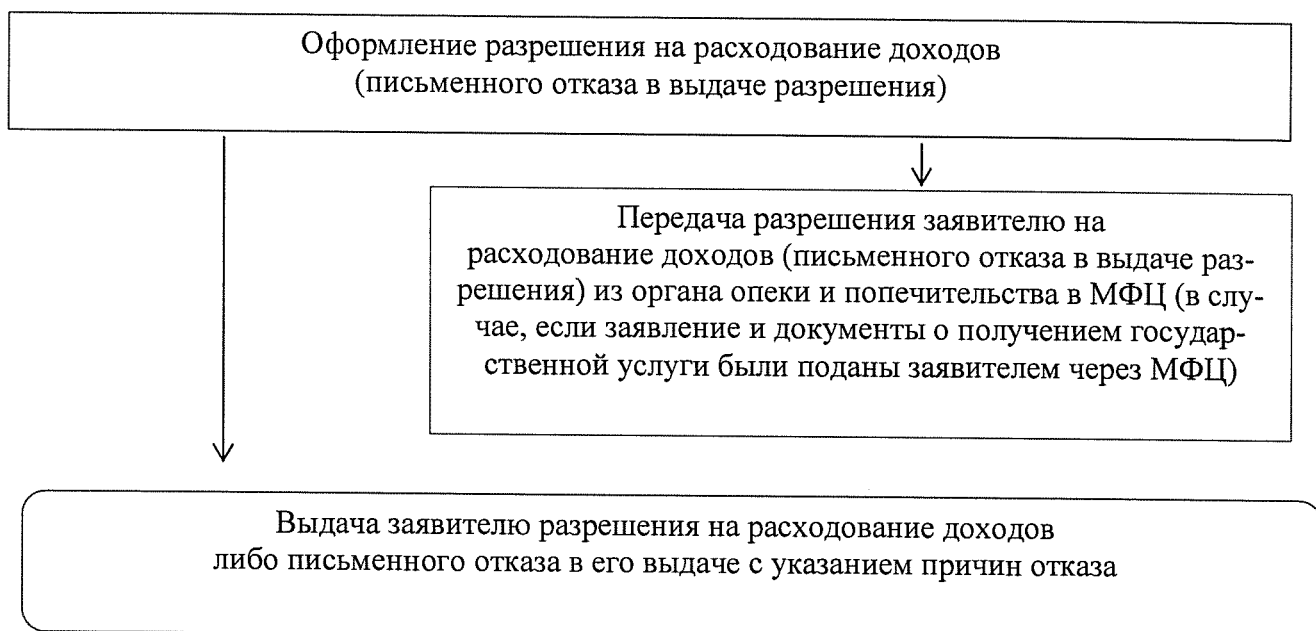 Оформление разрешения на расходование доходов
(письменного отказа в выдаче разрешения)
Передача разрешения заявителю на
расходование доходов (письменного отказа в выдаче раз-
решения) из органа опеки и попечительства в МФЦ (в слу-
чае, если заявление и документы о получением государ-
ственной услуги были поданы заявителем через МФЦ)
Выдача заявителю разрешения на расходование доходов
либо письменного отказа в его выдаче с указанием причин отказа